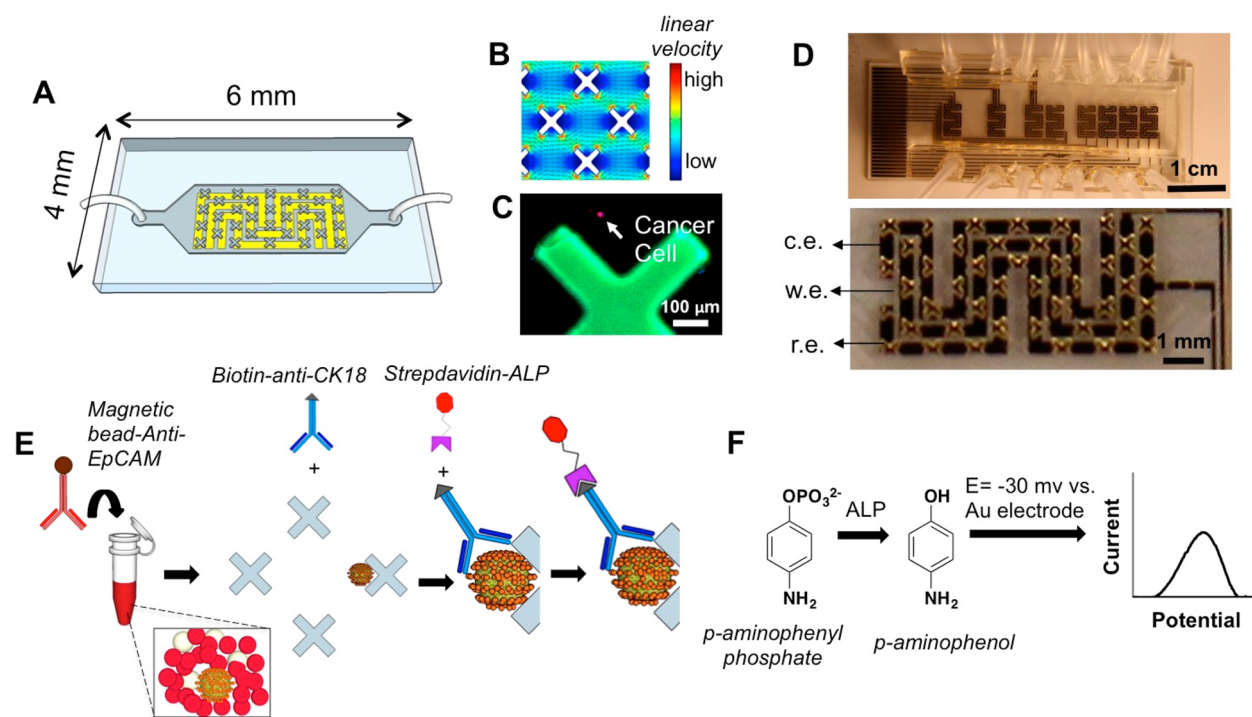 A
6 mm
4 mm
B
linear
velocity
high
low
C
Cancer
Cell
100 µm
D
1 cm
c.e.
w.e.
r.e.
1 mm
E
Magnetic
bead-Anti-
EpCAM
Biotin-anti-CK18
+
Strepdavidin-ALP
+
F
OPO₃²⁻
NH₂
p-aminophenyl
phosphate
ALP
OH
NH₂
p-aminophenol
E= -30 mv vs.
Au electrode
Current
Potential